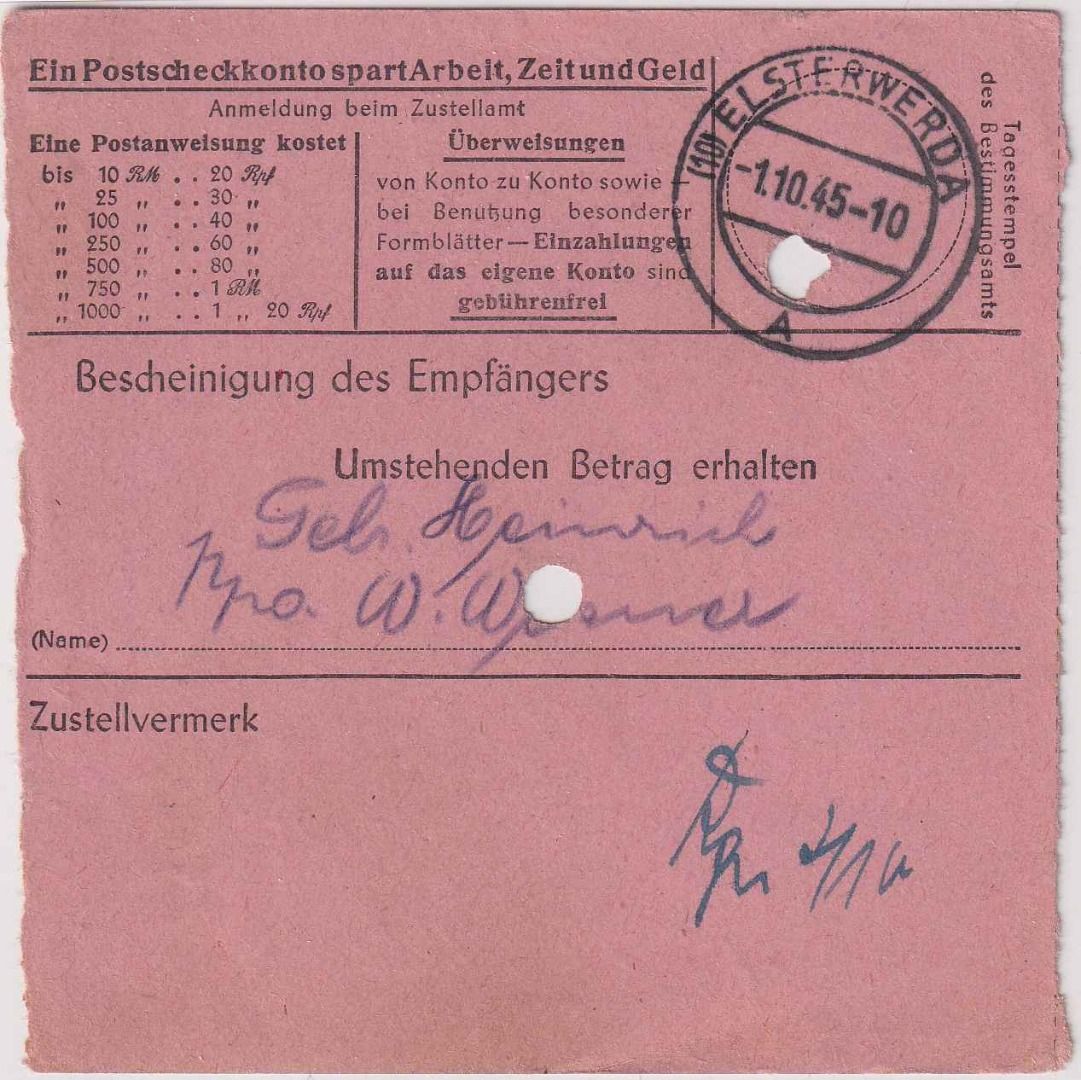 Ein Postscheckkonto spart Arbeit, Zeit und Geld
Anmeldung beim Zustellamt
Eine Postanweisung kostet
bis 10 RM . . 20 Rpf
„ 25 „ . . 30 „
„ 100 „ . . 40 „
„ 250 „ . . 60 „
„ 500 „ . . 80 „
„ 750 „ . . 1 RM
„ 1000 „ . . 1 „ 20 Rpf
Überweisungen
von Konto zu Konto sowie —
bei Benutzung besonderer
Formblätter — Einzahlungen
auf das eigene Konto sind
gebührenfrei
(10) ELSTERWERDA
-1.10.45-10
A
Tagesstempel
des Bestimmungsamts
Bescheinigung des Empfängers
Umstehenden Betrag erhalten
Gebr. Heinrich
ppa. W.
(Name)
Zustellvermerk